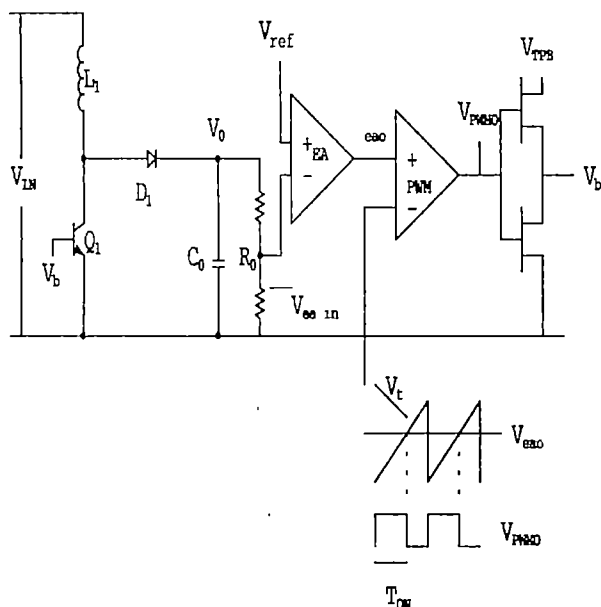 V_ref
V_TPB
L_1
V_0
EA
eao
V_PWMO
V_IN
+
-
+
PWM
-
V_b
D_1
Q_1
V_b
C_0
R_0
V_ea in
V_t
V_eao
V_PWMO
T_ON